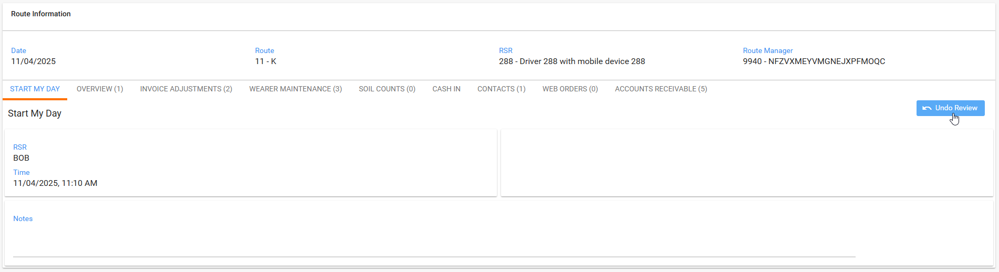 Route Information
Date
11/04/2025
Route
11 - K
RSR
288 - Driver 288 with mobile device 288
Route Manager
9940 - NFZVXMEYVMGNEJXPFMOQC
START MY DAY OVERVIEW (1) INVOICE ADJUSTMENTS (2) WEARER MAINTENANCE (3) SOIL COUNTS (0) CASH IN CONTACTS (1) WEB ORDERS (0) ACCOUNTS RECEIVABLE (5)
Start My Day
Undo Review
RSR
BOB
Time
11/04/2025, 11:10 AM
Notes